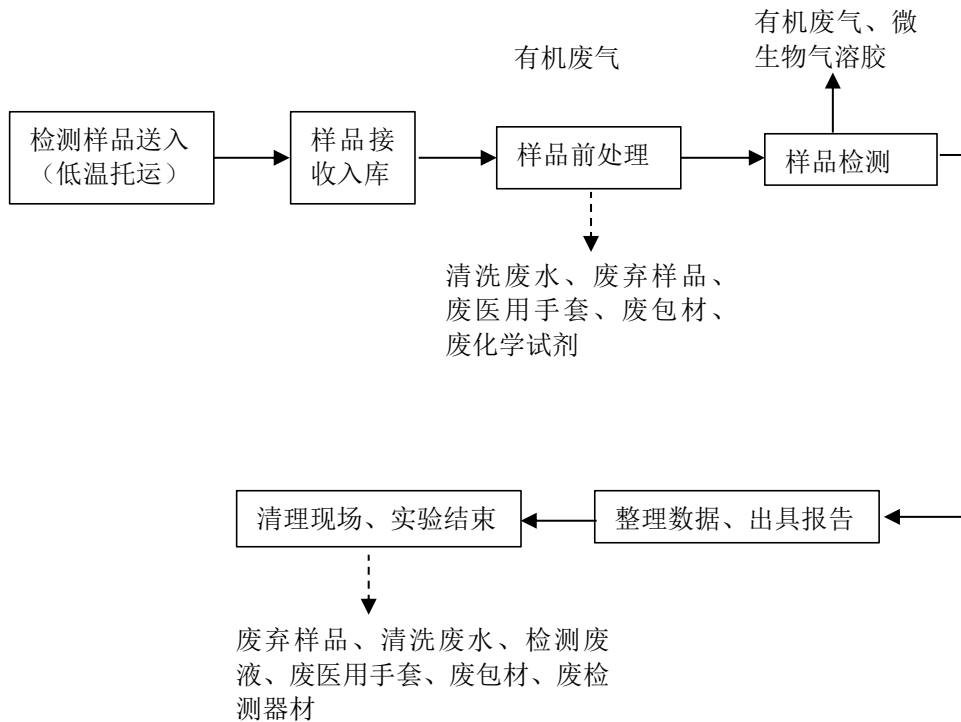 有机废气
有机废气、微
生物气溶胶
检测样品送入
（低温托运）
样品接
收入库
样品前处理
样品检测
清洗废水、废弃样品、
废医用手套、废包材、
废化学试剂
清理现场、实验结束
整理数据、出具报告
废弃样品、清洗废水、检测废
液、废医用手套、废包材、废检
测器材